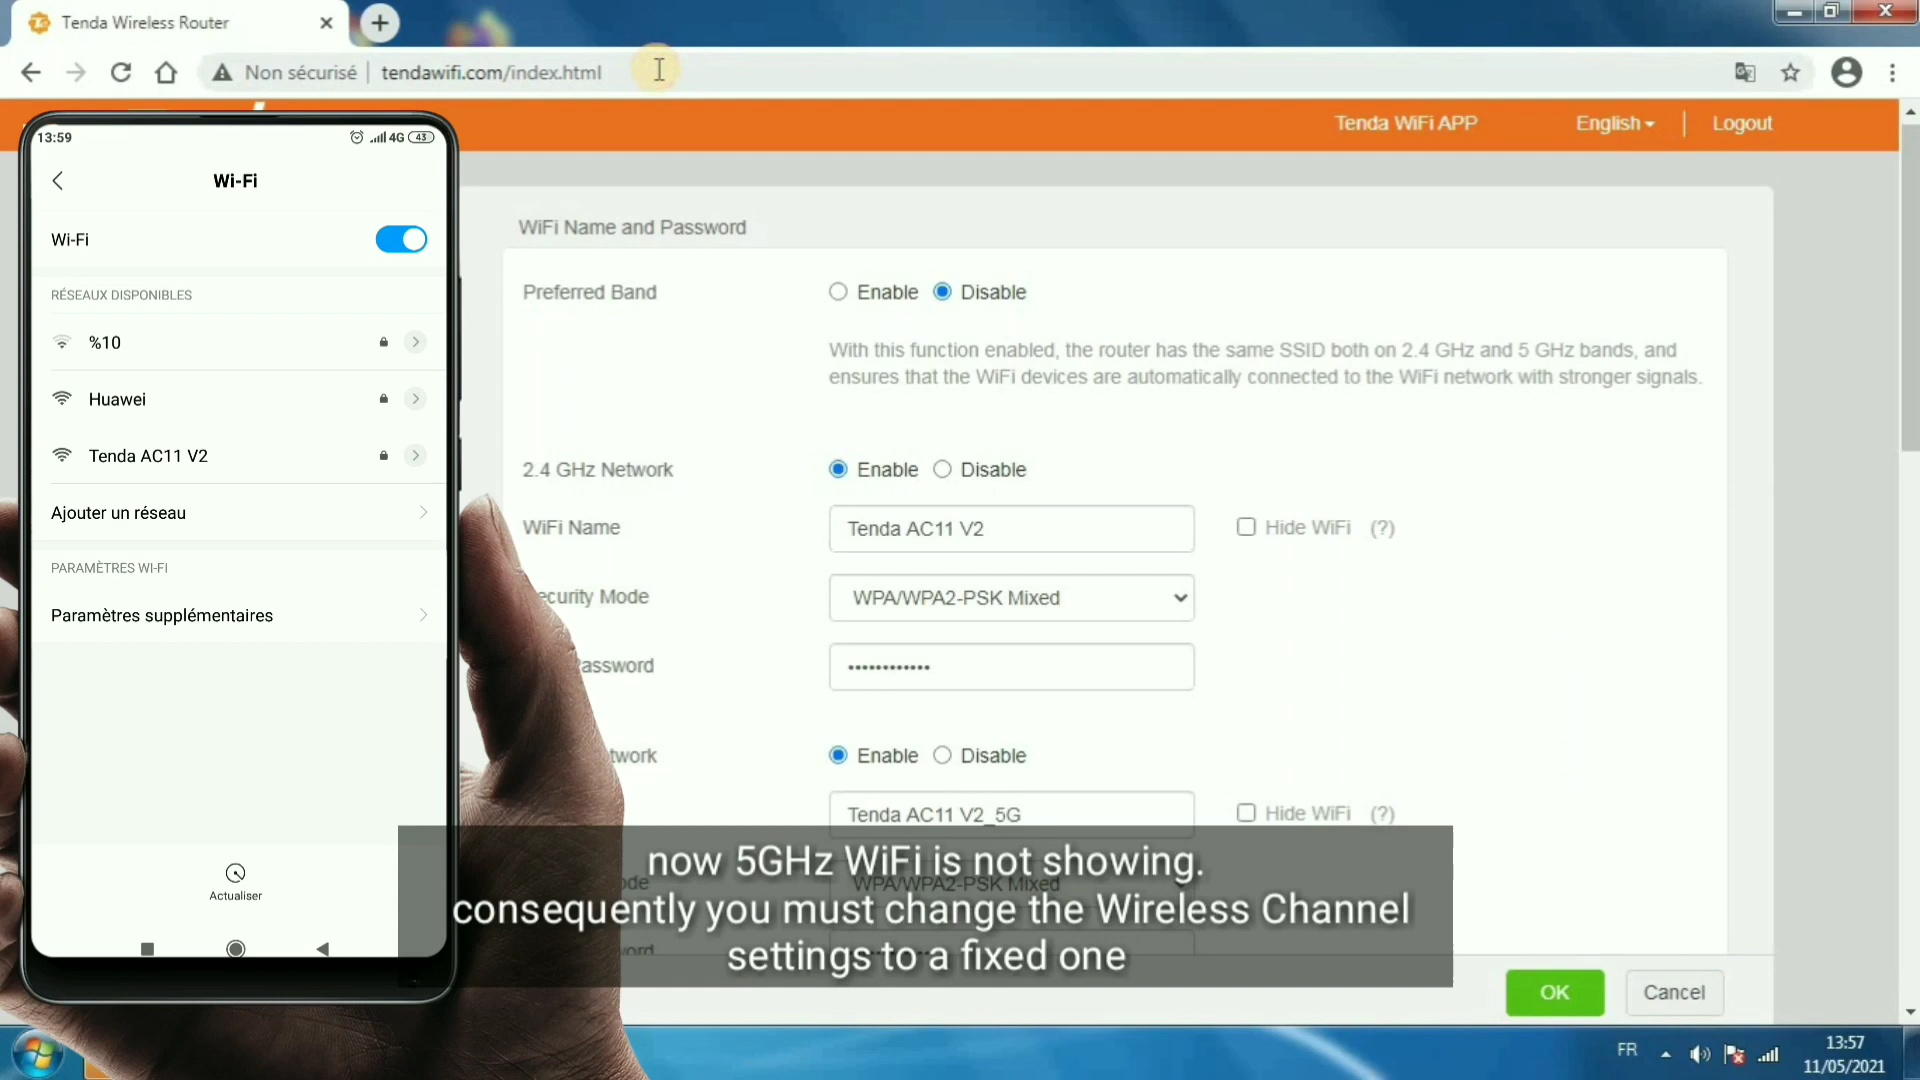 Tenda Wireless Router
Non sécurisé
tendawifi.com/index.html
Tenda WiFi APP
English
Logout
13:59
4G
43
Wi-Fi
Wi-Fi
RÉSEAUX DISPONIBLES
%10
Huawei
Tenda AC11 V2
Ajouter un réseau
PARAMÈTRES WI-FI
Paramètres supplémentaires
Actualiser
WiFi Name and Password
Preferred Band
Enable
Disable
With this function enabled, the router has the same SSID both on 2.4 GHz and 5 GHz bands, and
ensures that the WiFi devices are automatically connected to the WiFi network with stronger signals.
2.4 GHz Network
Enable
Disable
WiFi Name
Tenda AC11 V2
Hide WiFi (?)
ecurity Mode
WPA/WPA2-PSK Mixed
assword
••••••••••••
twork
Enable
Disable
Tenda AC11 V2_5G
Hide WiFi (?)
ode
WPA/WPA2-PSK Mixed
now 5GHz WiFi is not showing.
consequently you must change the Wireless Channel
settings to a fixed one
OK
Cancel
FR
13:57
11/05/2021